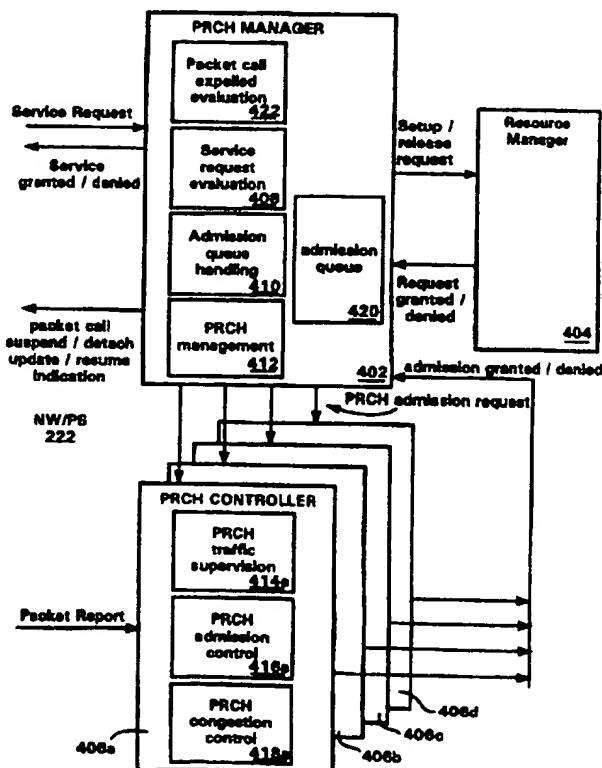 PRCH MANAGER
Packet call
expelled
evaluation
422
Service Request
Service
granted / denied
Service
request
evaluation
408
Admission
queue
handling
410
admission
queue
420
PRCH
management
412
402
Setup /
release
request
Resource
Manager
Request
granted /
denied
404
packet call
suspend / detach
update / resume
indication
admission granted / denied
PRCH admission request
NW/PS
222
PRCH CONTROLLER
PRCH
traffic
supervision
414a
Packet Report
PRCH
admission
control
416a
PRCH
congestion
control
418a
406a
406b
406c
406d